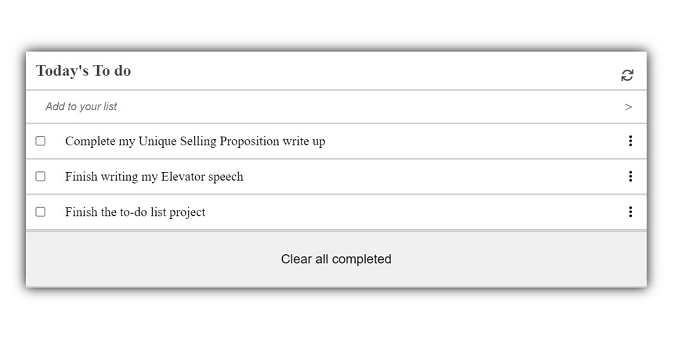 Today's To do
Add to your list >
Complete my Unique Selling Proposition write up
Finish writing my Elevator speech
Finish the to-do list project
Clear all completed